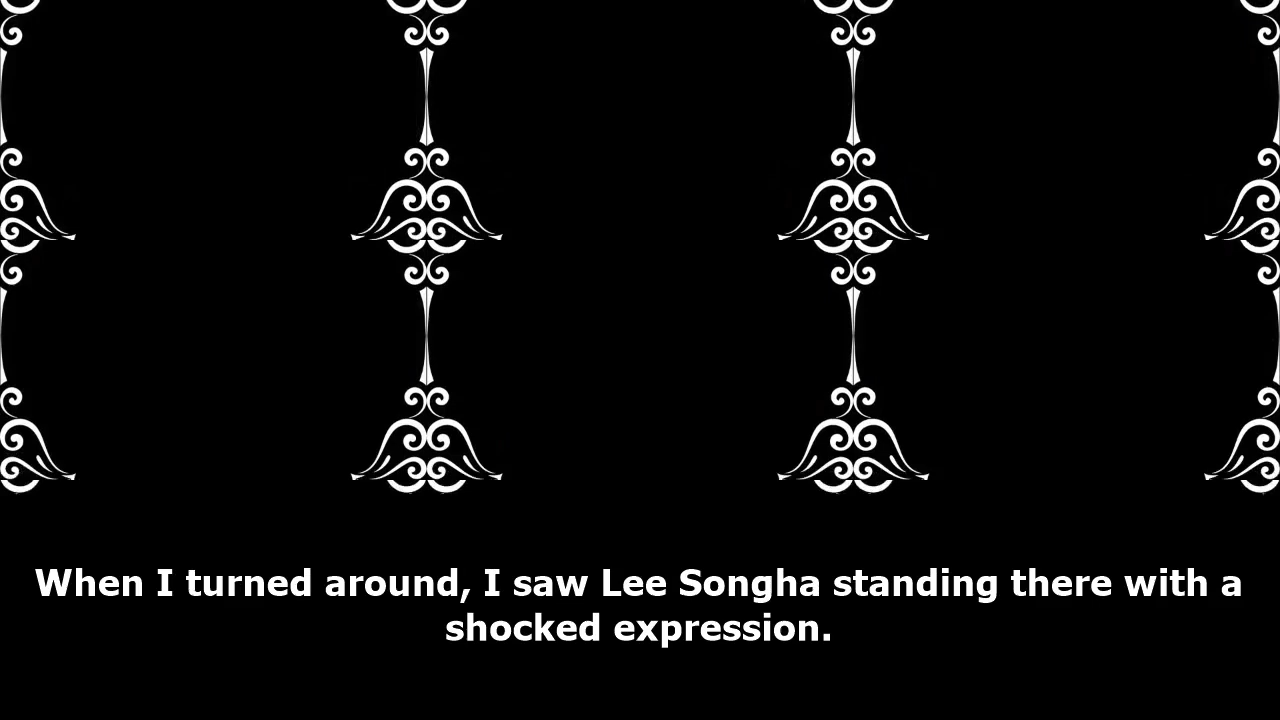 When I turned around, I saw Lee Songha standing there with a
shocked expression.